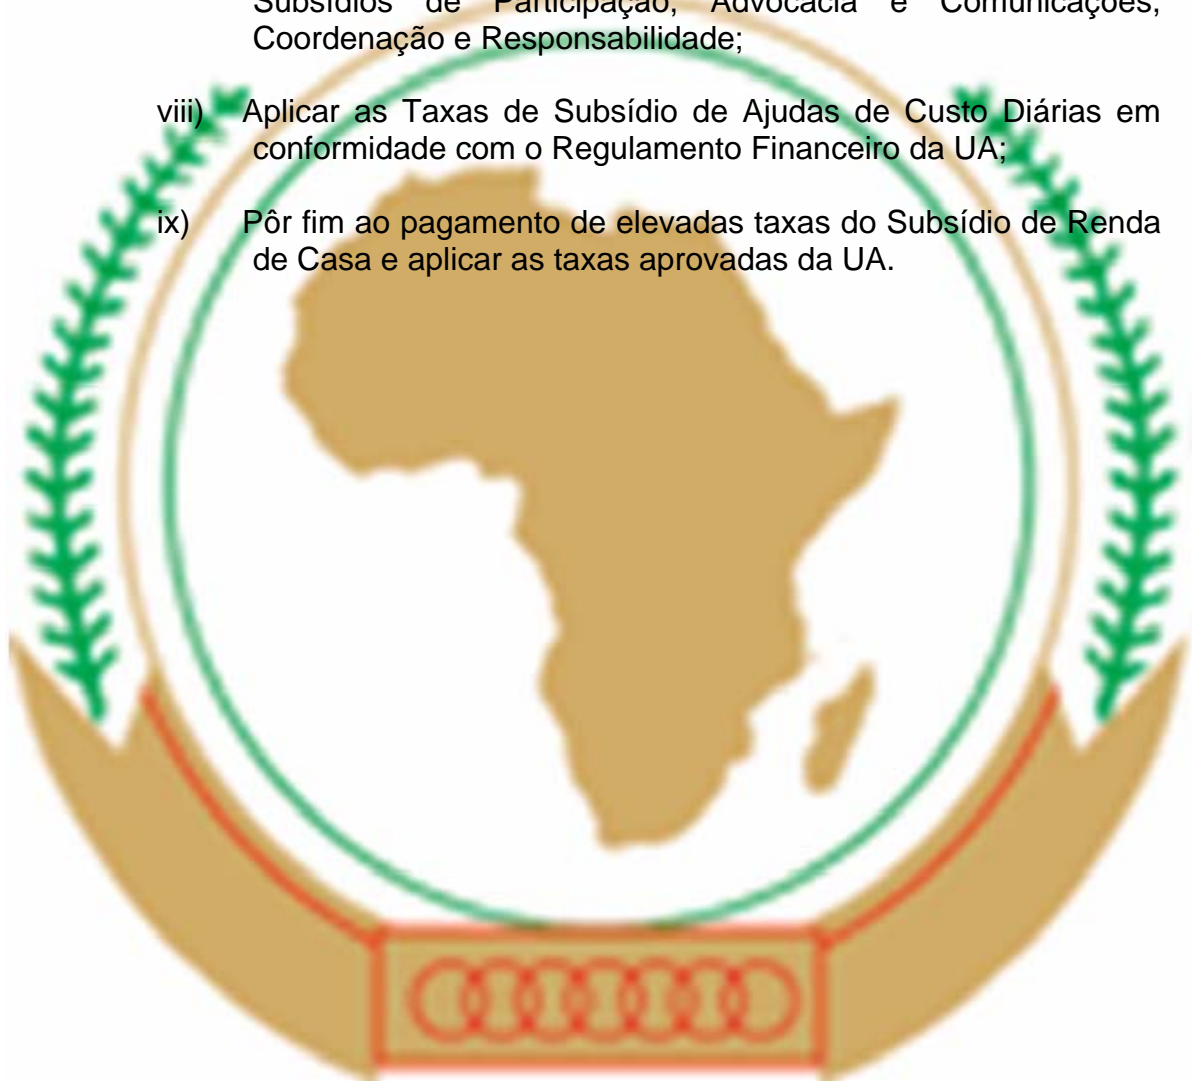 Subsídios de Participação, Advocacia e Comunicações,
Coordenação e Responsabilidade;
viii) Aplicar as Taxas de Subsídio de Ajudas de Custo Diárias em
conformidade com o Regulamento Financeiro da UA;
ix) Pôr fim ao pagamento de elevadas taxas do Subsídio de Renda
de Casa e aplicar as taxas aprovadas da UA.